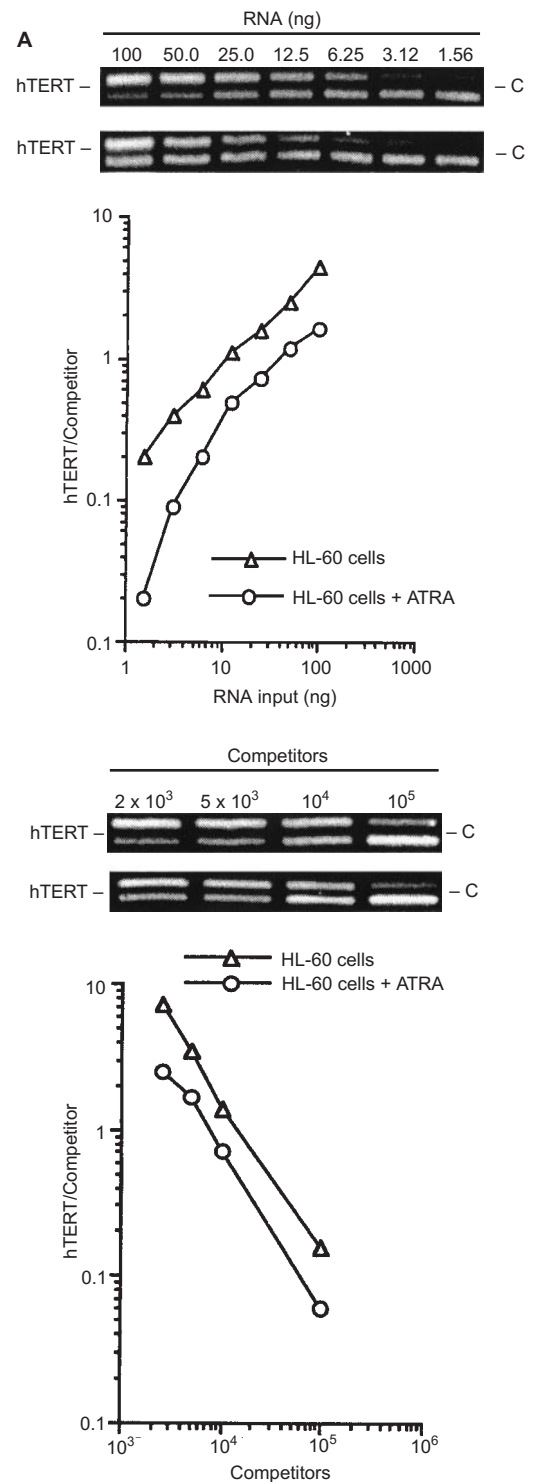 A
RNA (ng)
100 50.0 25.0 12.5 6.25 3.12 1.56
hTERT – – C
hTERT – – C
10
1
0.1
0.1
hTERT/Competitor
HL-60 cells
HL-60 cells + ATRA
1 10 100 1000
RNA input (ng)
Competitors
2 x 10³ 5 x 10³ 10⁴ 10⁵
hTERT – – C
hTERT – – C
HL-60 cells
HL-60 cells + ATRA
10
1
0.1
0.1
hTERT/Competitor
10³ 10⁴ 10⁵ 10⁶
Competitors